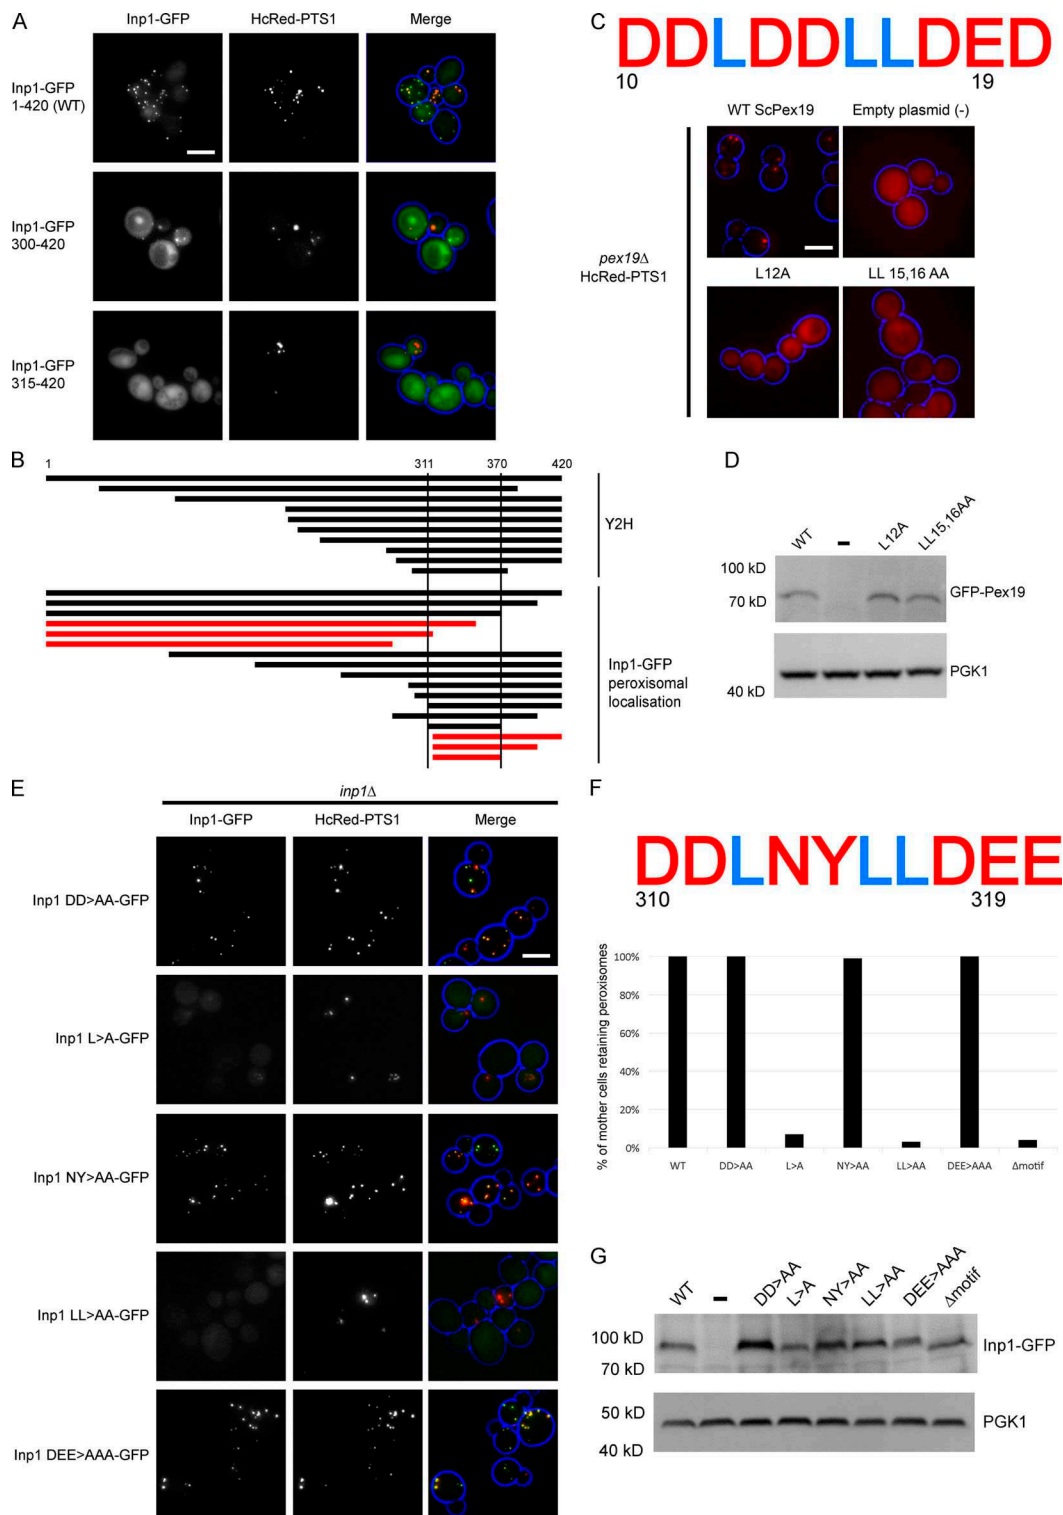 A
Inp1-GFP
HcRed-PTS1
Merge
Inp1-GFP
1-420 (WT)
Inp1-GFP
300-420
Inp1-GFP
315-420
B
1
311
370
420
Y2H
Inp1-GFP
peroxisomal
localisation
C
DDLDDLLDED
10
19
WT ScPex19
Empty plasmid (-)
pex19Δ
HcRed-PTS1
L12A
LL 15,16 AA
D
WT
-
L12A
LL15,16AA
100 kD
70 kD
GFP-Pex19
40 kD
PGK1
E
inp1Δ
Inp1-GFP
HcRed-PTS1
Merge
Inp1 DD>AA-GFP
Inp1 L>A-GFP
Inp1 NY>AA-GFP
Inp1 LL>AA-GFP
Inp1 DEE>AAA-GFP
F
DDLNYLLDEE
310
319
% of mother cells retaining peroxisomes
100%
80%
60%
40%
20%
0%
WT
DD>AA
L>A
NY>AA
LL>AA
DEE>AAA
Δmotif
G
WT
-
DD>AA
L>A
NY>AA
LL>AA
DEE>AAA
Δmotif
100 kD
70 kD
Inp1-GFP
50 kD
40 kD
PGK1